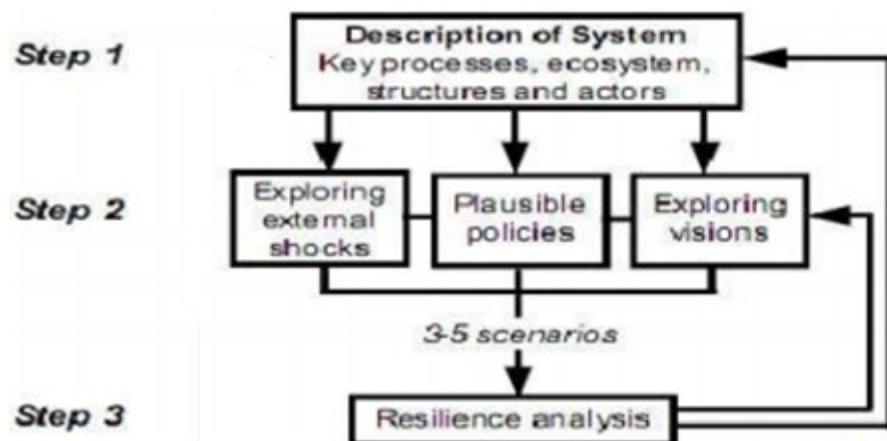 Step 1
Description of System
Key processes, ecosystem,
structures and actors
Step 2
Exploring
external
shocks
Plausible
policies
Exploring
visions
3-5 scenarios
Step 3
Resilience analysis